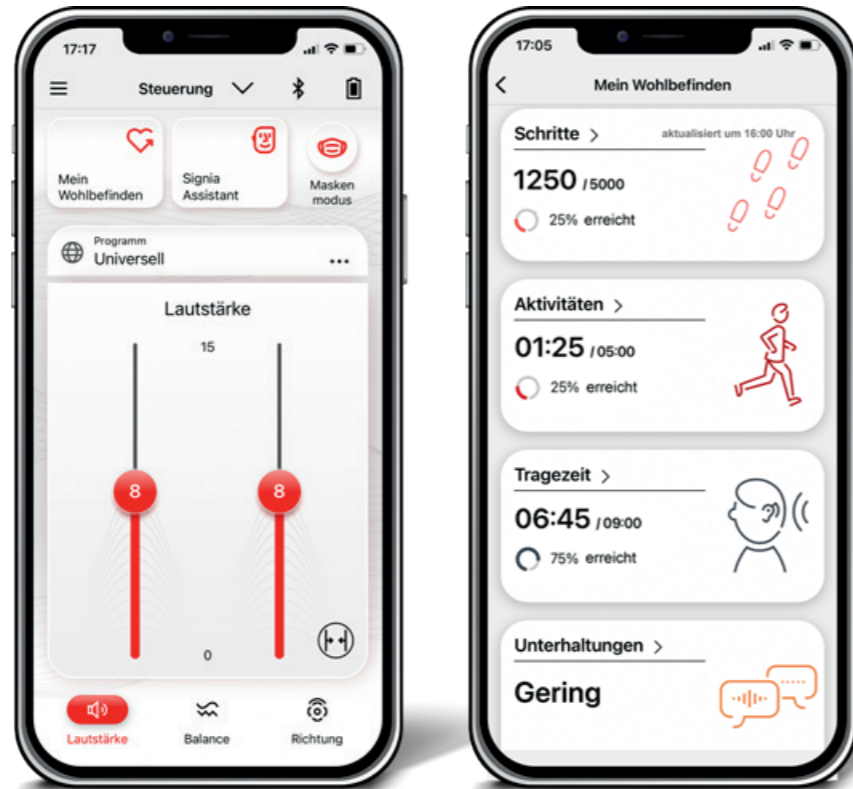 17:17
Steuerung
Mein
Wohlbefinden
Signia
Assistant
Masken
modus
Programm
Universell
...
Lautstärke
15
8
8
0
Lautstärke
Balance
Richtung
17:05
Mein Wohlbefinden
Schritte >
aktualisiert um 16:00 Uhr
1250 /5000
25% erreicht
Aktivitäten >
01:25 /05:00
25% erreicht
Tragezeit >
06:45 /09:00
75% erreicht
Unterhaltungen >
Gering